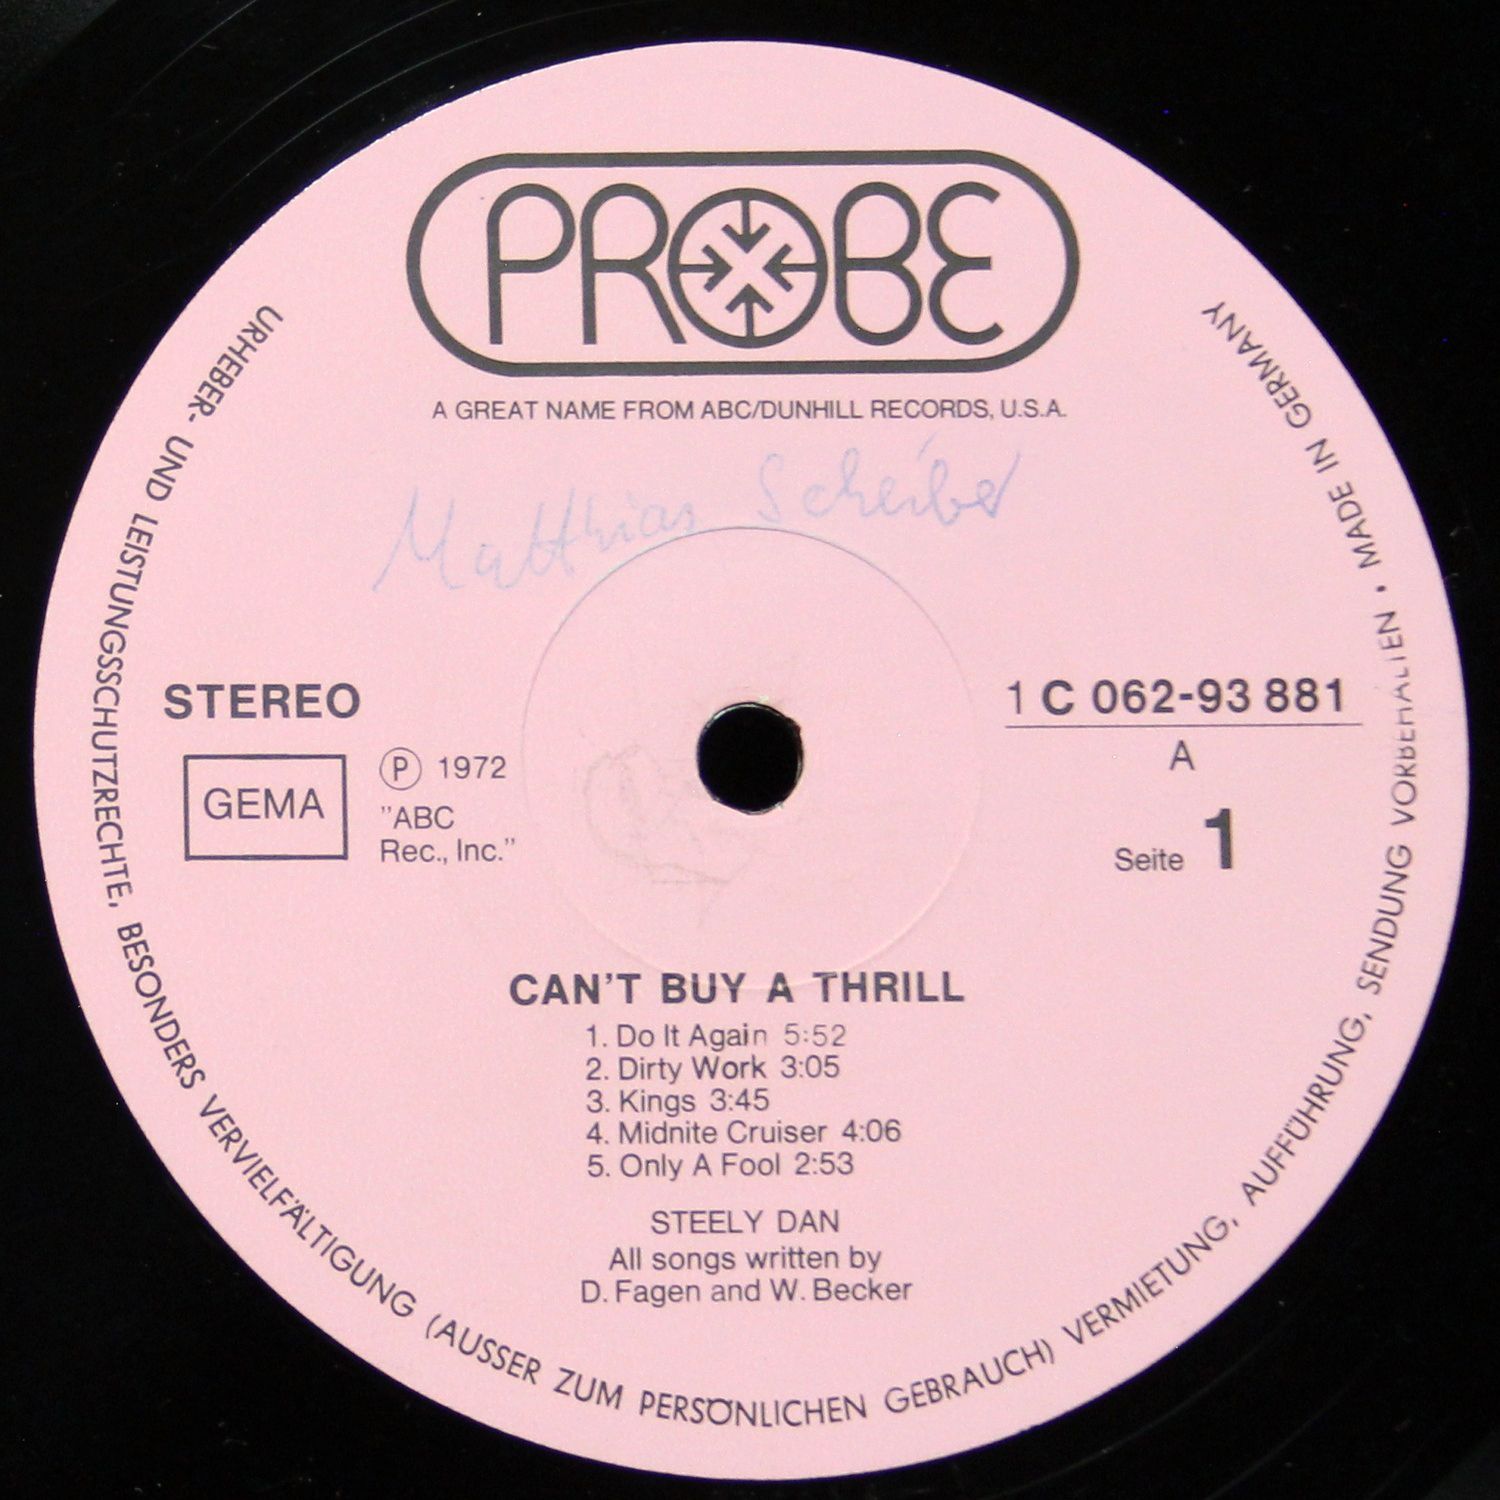 PROBE
A GREAT NAME FROM ABC/DUNHILL RECORDS, U.S.A.
Matthias Scheiber
STEREO
GEMA
Ⓟ 1972
"ABC
Rec., Inc."
1 C 062-93 881
A
Seite 1
CAN'T BUY A THRILL
1. Do It Again 5:52
2. Dirty Work 3:05
3. Kings 3:45
4. Midnite Cruiser 4:06
5. Only A Fool 2:53
STEELY DAN
All songs written by
D. Fagen and W. Becker
URHEBER- UND LEISTUNGSSCHUTZRECHTE, BESONDERS VERVIELFÄLTIGUNG (AUSSER ZUM PERSÖNLICHEN GEBRAUCH) VERMIETUNG, AUFFÜHRUNG, SENDUNG VORBEHALTEN • MADE IN GERMANY